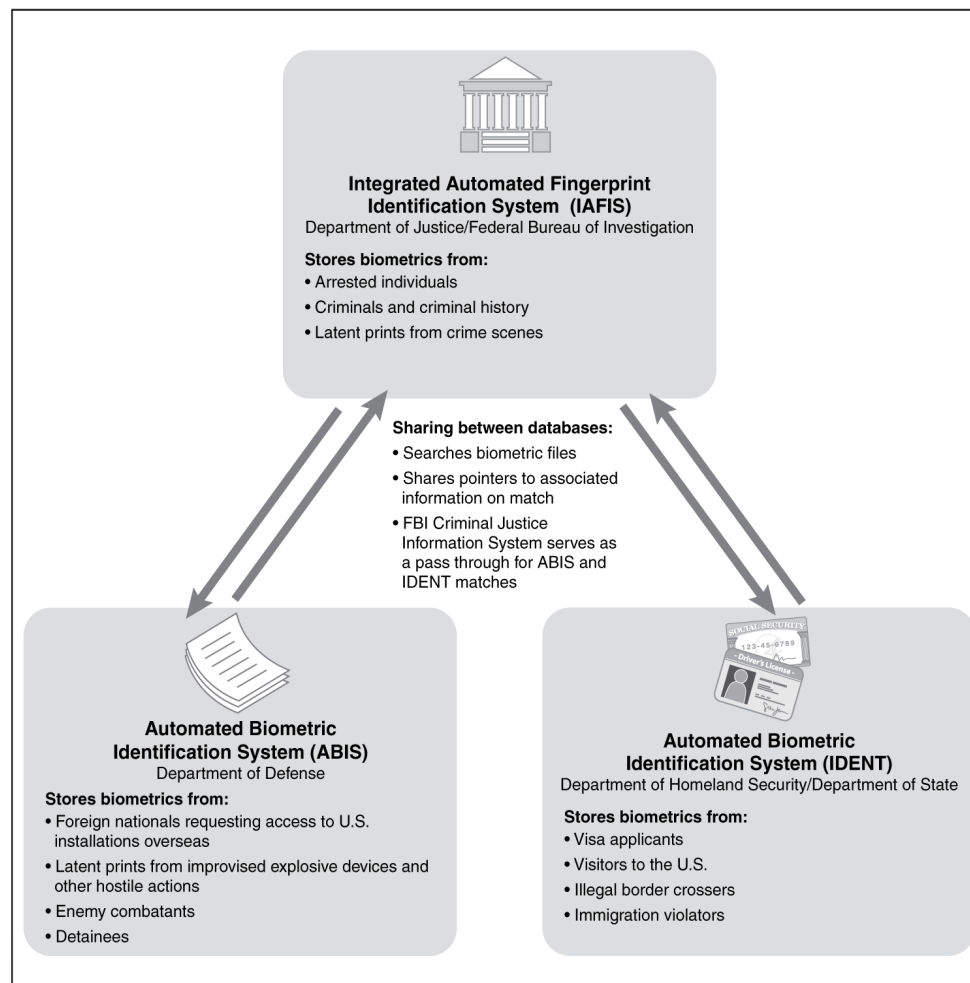 Integrated Automated Fingerprint
Identification System (IAFIS)
Department of Justice/Federal Bureau of Investigation
Stores biometrics from:
• Arrested individuals
• Criminals and criminal history
• Latent prints from crime scenes
Sharing between databases:
• Searches biometric files
• Shares pointers to associated
information on match
• FBI Criminal Justice
Information System serves as
a pass through for ABIS and
IDENT matches
Automated Biometric
Identification System (ABIS)
Department of Defense
Stores biometrics from:
• Foreign nationals requesting access to U.S.
installations overseas
• Latent prints from improvised explosive devices and
other hostile actions
• Enemy combatants
• Detainees
SOCIAL SECURITY
123-45-6789
- Driver's License -
Automated Biometric
Identification System (IDENT)
Department of Homeland Security/Department of State
Stores biometrics from:
• Visa applicants
• Visitors to the U.S.
• Illegal border crossers
• Immigration violators